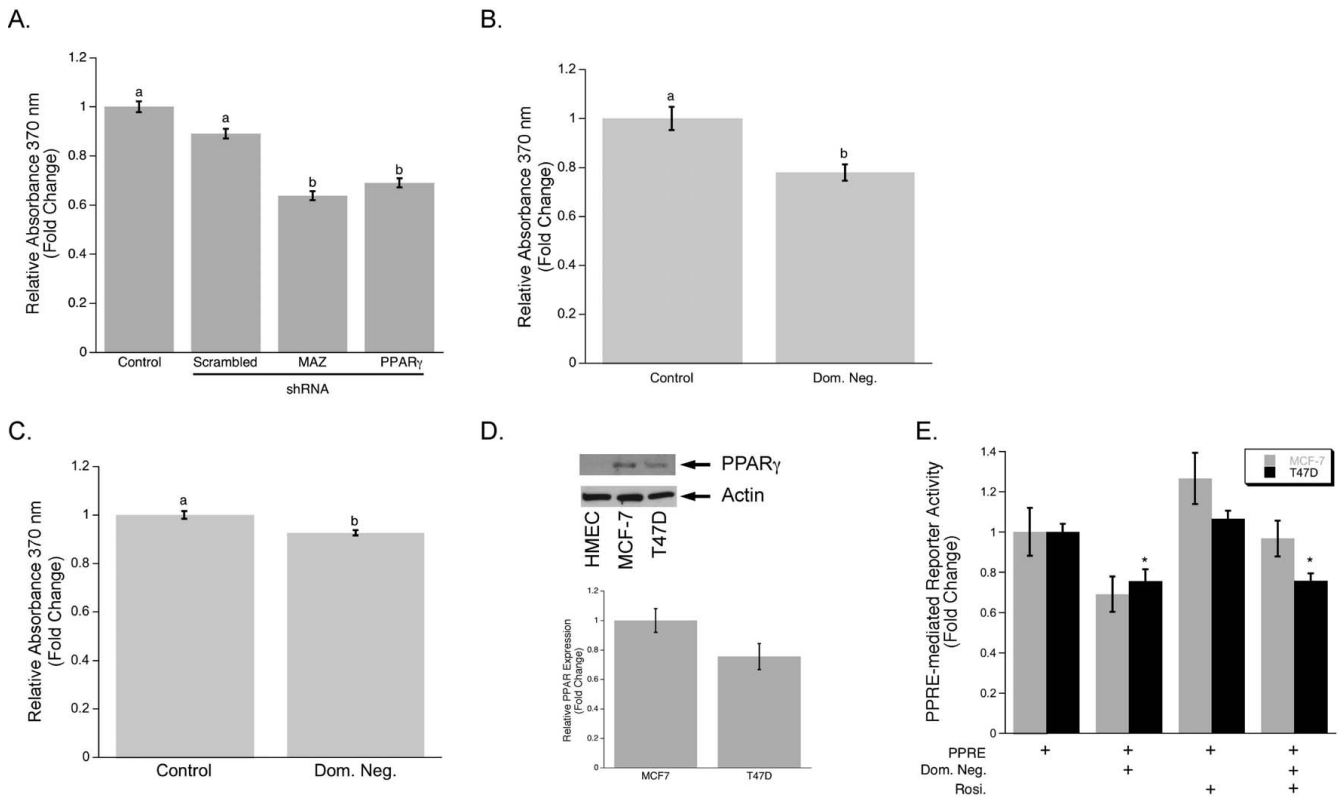 A.
Relative Absorbance 370 nm
(Fold Change)
1.2
1
0.8
0.6
0.4
0.2
0
a
a
b
b
Control
Scrambled
MAZ
PPARγ
shRNA
B.
Relative Absorbance 370 nm
(Fold Change)
1.2
1
0.8
0.6
0.4
0.2
0
a
b
Control
Dom. Neg.
C.
Relative Absorbance 370 nm
(Fold Change)
1.2
1
0.8
0.6
0.4
0.2
0
a
b
Control
Dom. Neg.
D.
PPARγ
Actin
HMEC
MCF-7
T47D
Relative PPAR Expression
(Fold Change)
1.2
1
0.8
0.6
0.4
0.2
0
MCF7
T47D
E.
PPRE-mediated Reporter Activity
(Fold Change)
1.4
1.2
1
0.8
0.6
0.4
0.2
0
MCF-7
T47D
*
*
PPRE + + + +
Dom. Neg. + +
Rosi. + +